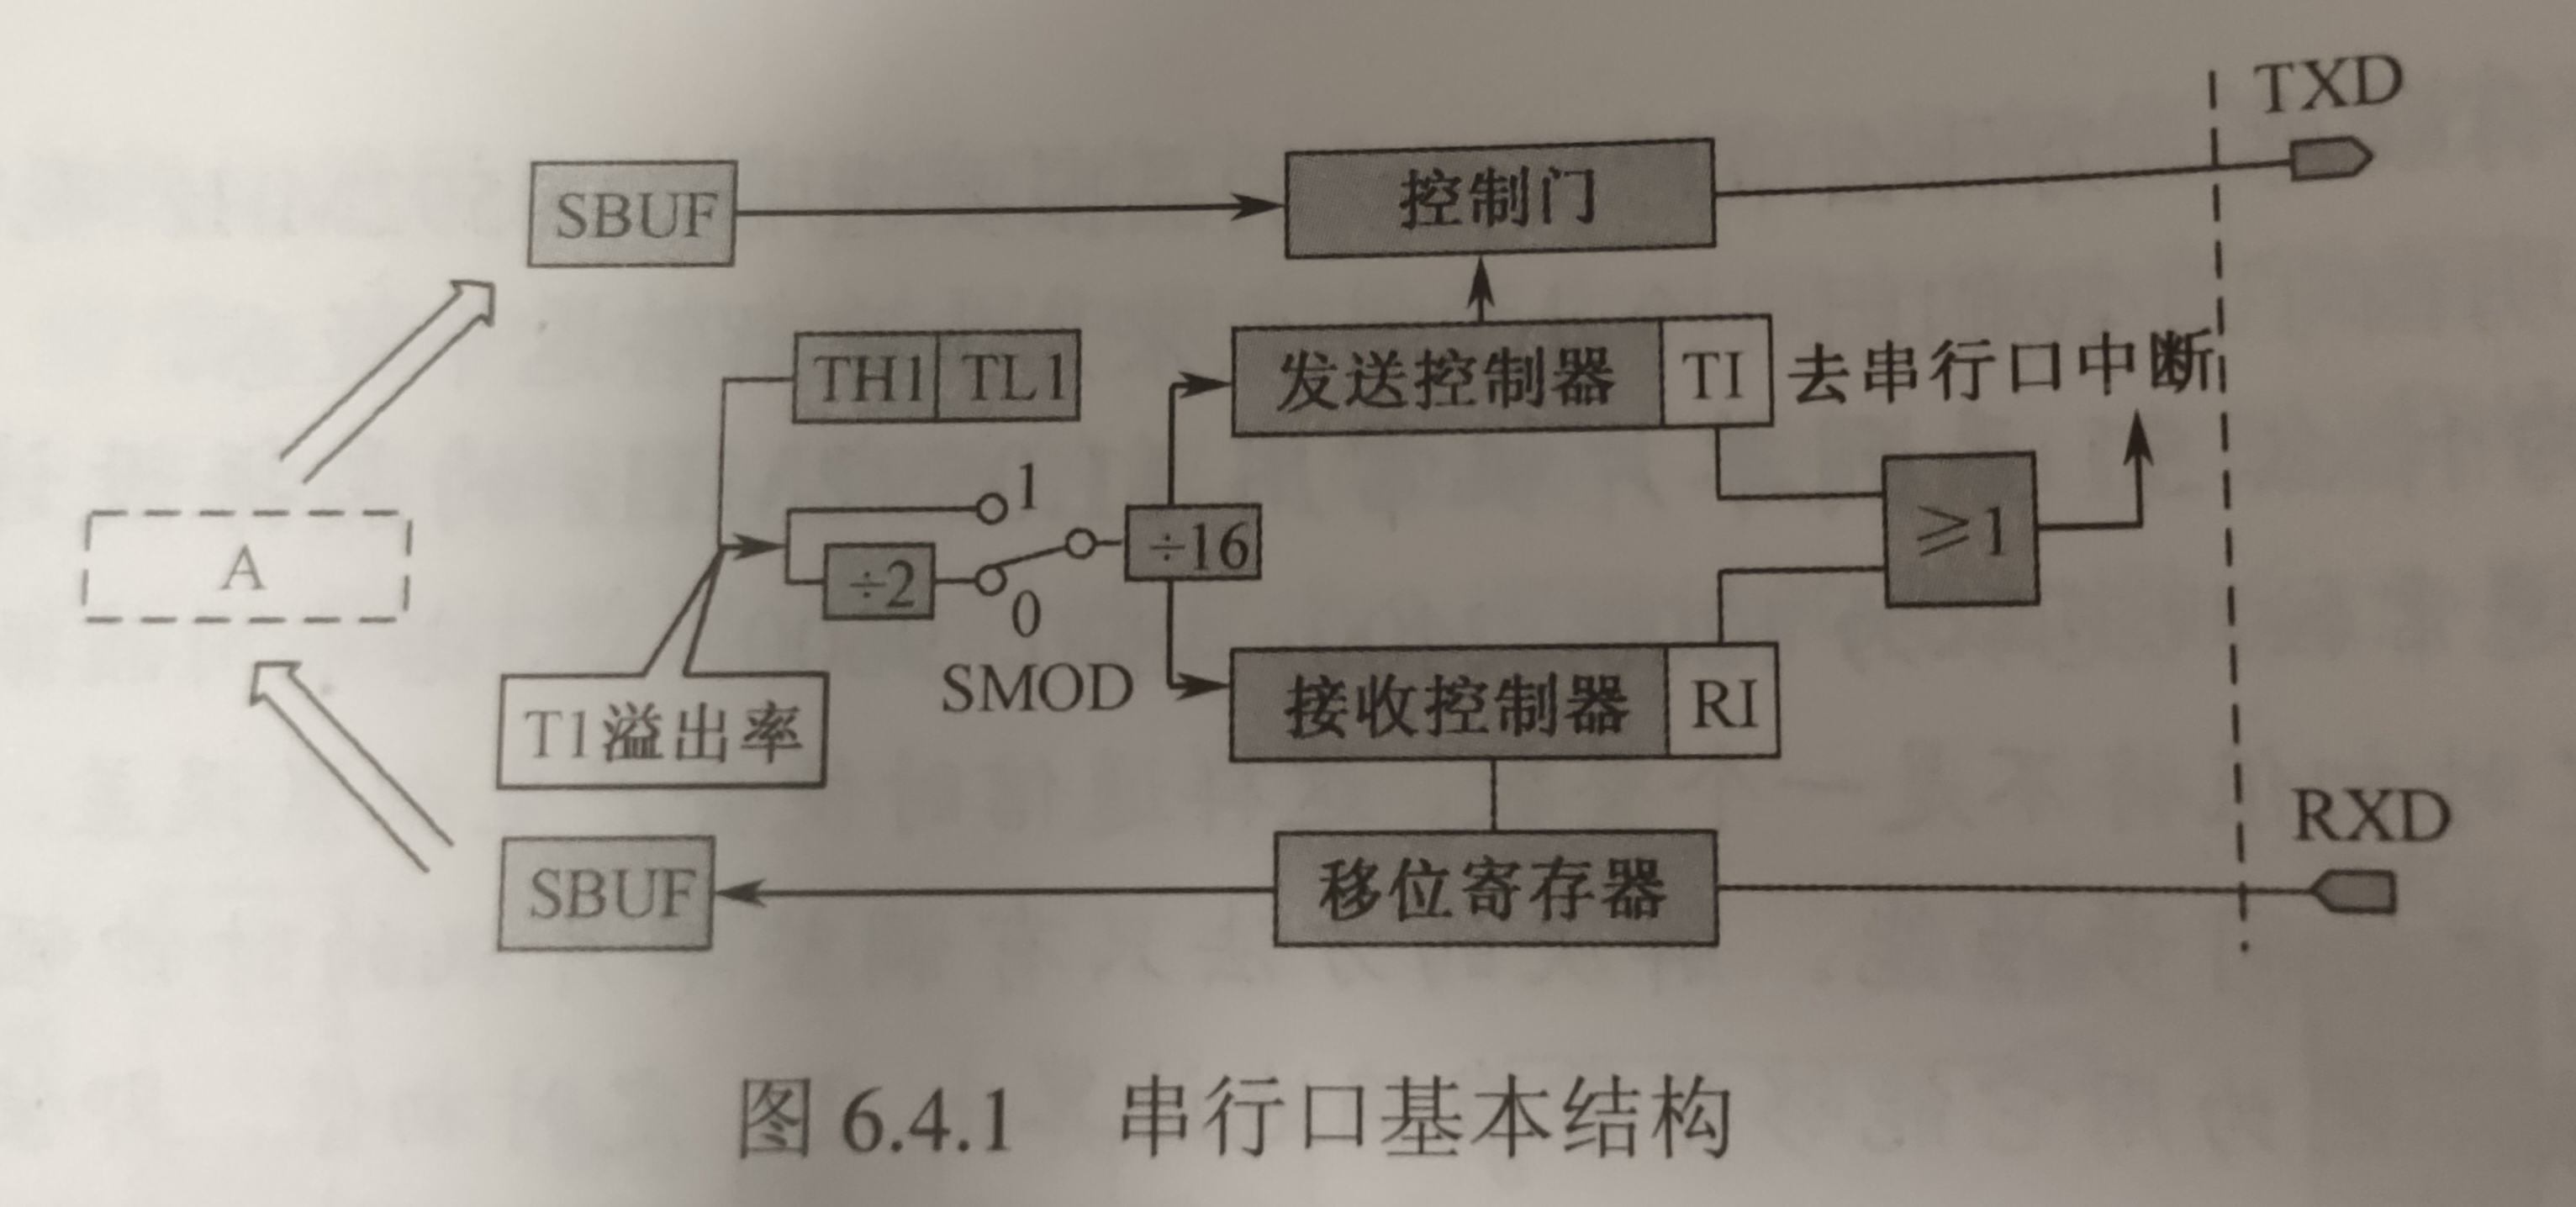 TXD
SBUF
控制门
TH1 TL1
发送控制器 TI 去串行口中断
1
A
÷2
÷16
≥1
0
SMOD
T1溢出率
接收控制器 RI
RXD
SBUF
移位寄存器
图 6.4.1 串行口基本结构